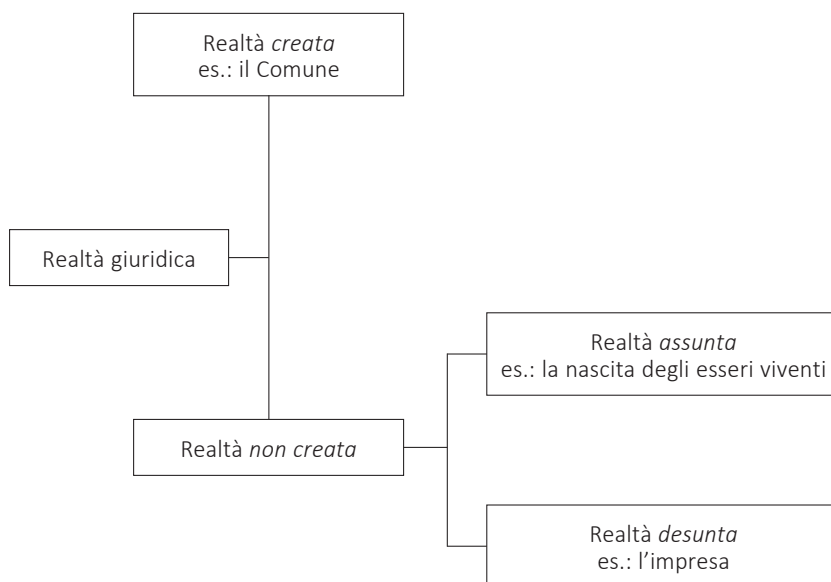 Realtà creata
es.: il Comune
Realtà giuridica
Realtà assunta
es.: la nascita degli esseri viventi
Realtà non creata
Realtà desunta
es.: l’impresa